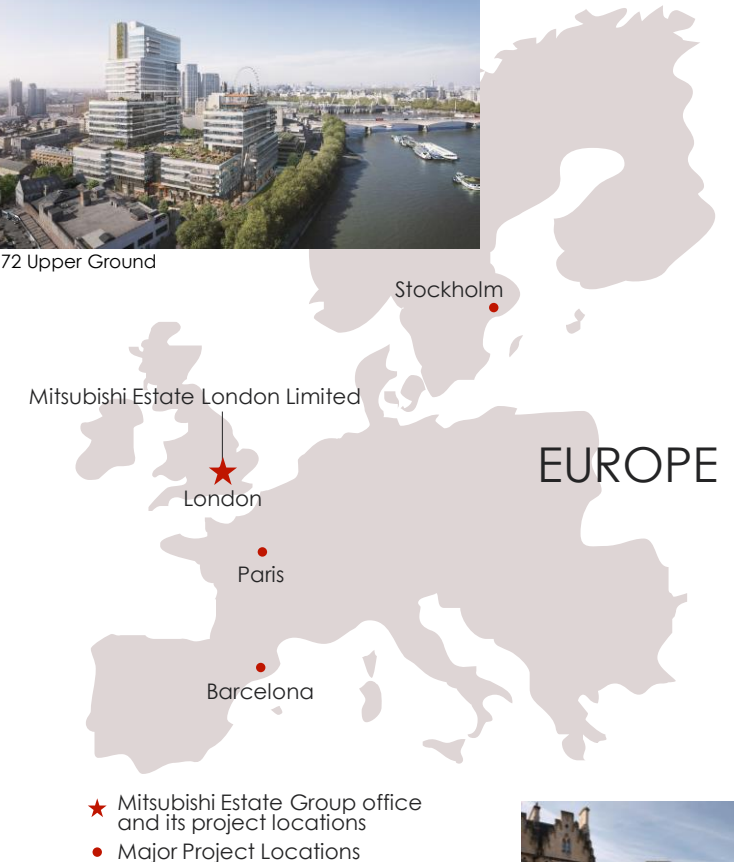 72 Upper Ground
Stockholm
Mitsubishi Estate London Limited
EUROPE
London
Paris
Barcelona
Mitsubishi Estate Group office
and its project locations
Major Project Locations